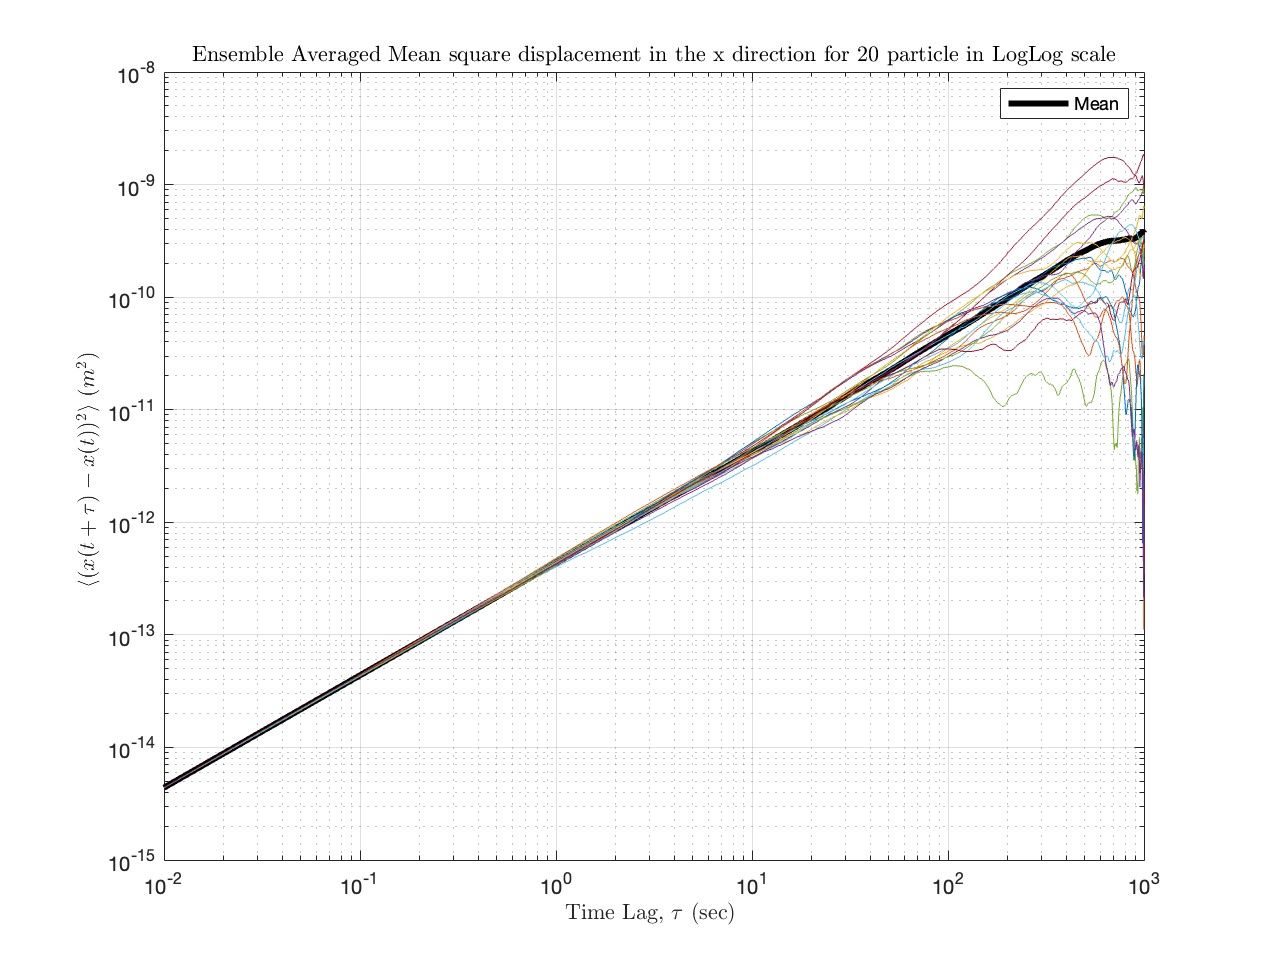 Ensemble Averaged Mean square displacement in the x direction for 20 particle in LogLog scale
Mean
10^-8
10^-9
10^-10
10^-11
10^-12
10^-13
10^-14
10^-15
⟨(x(t + τ) − x(t))²⟩ (m²)
10^-2 10^-1 10^0 10^1 10^2 10^3
Time Lag, τ (sec)